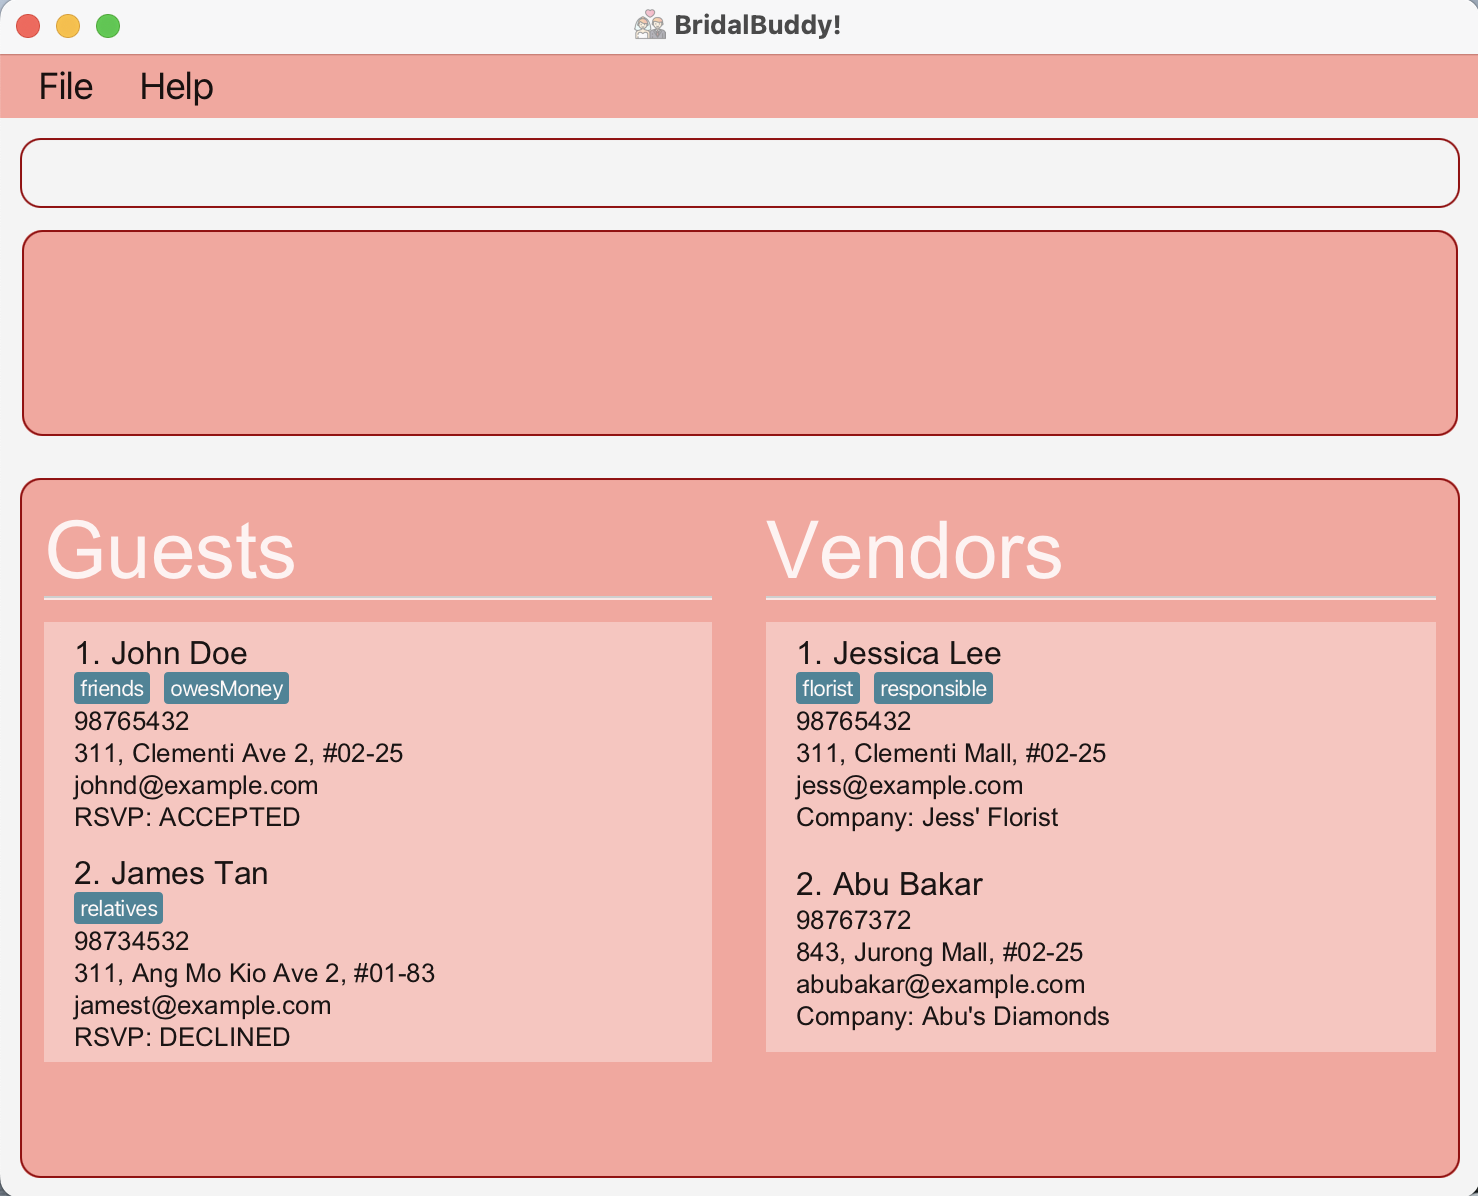 BridalBuddy!
File Help
Guests
1. John Doe
friends owesMoney
98765432
311, Clementi Ave 2, #02-25
johnd@example.com
RSVP: ACCEPTED
2. James Tan
relatives
98734532
311, Ang Mo Kio Ave 2, #01-83
jamest@example.com
RSVP: DECLINED
Vendors
1. Jessica Lee
florist responsible
98765432
311, Clementi Mall, #02-25
jess@example.com
Company: Jess' Florist
2. Abu Bakar
98767372
843, Jurong Mall, #02-25
abubakar@example.com
Company: Abu's Diamonds